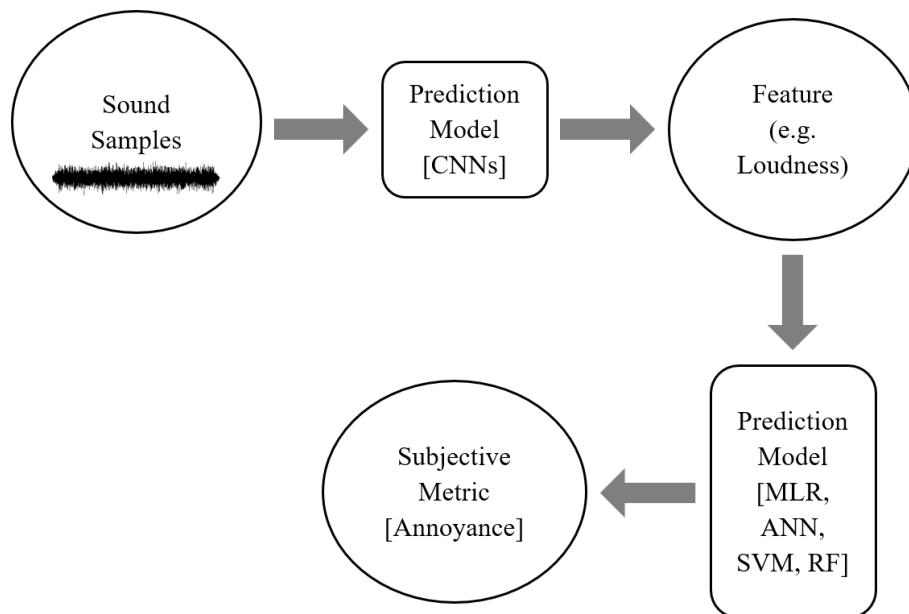 Sound
Samples
Prediction
Model
[CNNs]
Feature
(e.g.
Loudness)
Prediction
Model
[MLR,
ANN,
SVM, RF]
Subjective
Metric
[Annoyance]